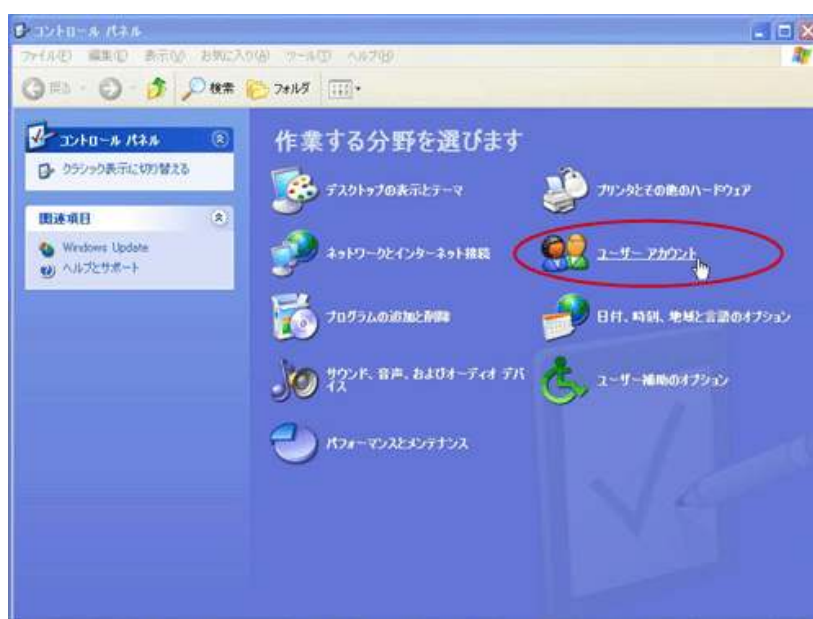 コントロール パネル
ファイル(F) 編集(E) 表示(V) お気に入り(A) ツール(T) ヘルプ(H)
戻る 検索 フォルダ
コントロール パネル
クラシック表示に切り替える
関連項目
Windows Update
ヘルプとサポート
作業する分野を選びます
デスクトップの表示とテーマ
プリンタとその他のハードウェア
ネットワークとインターネット接続
ユーザー アカウント
プログラムの追加と削除
日付、時刻、地域と言語のオプション
サウンド、音声、およびオーディオ デバ
イス
ユーザー補助のオプション
パフォーマンスとメンテナンス